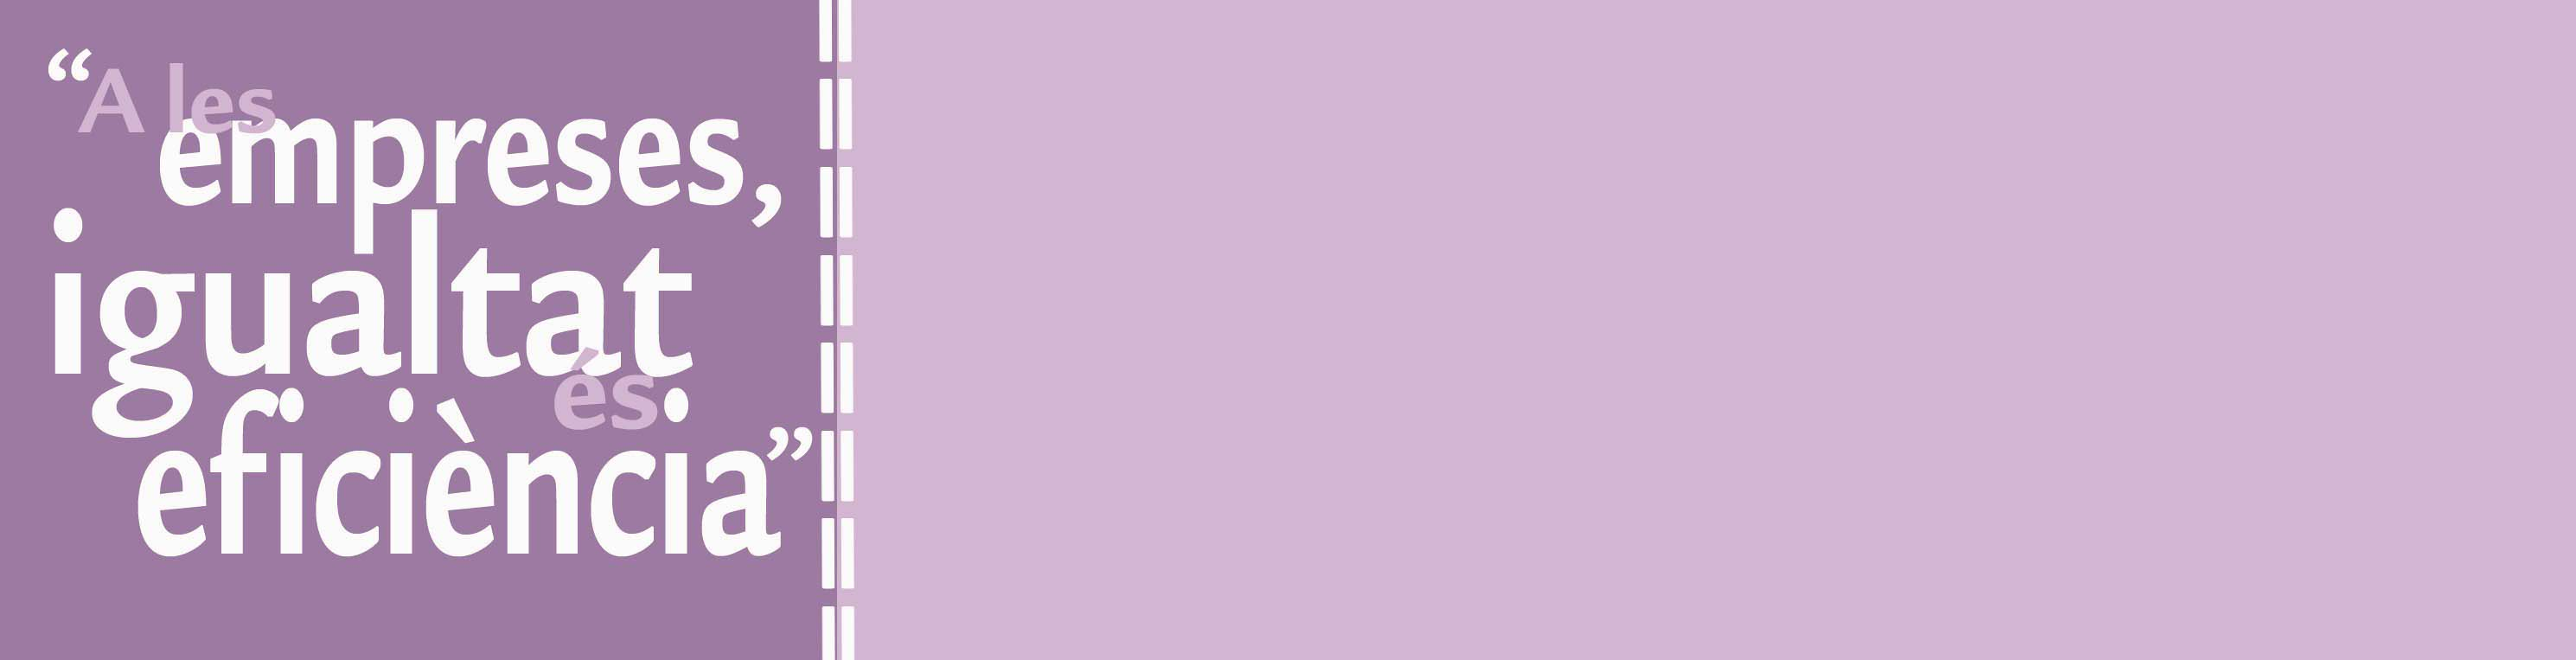 “A les
empreses,
igualtat
és
eficiència”